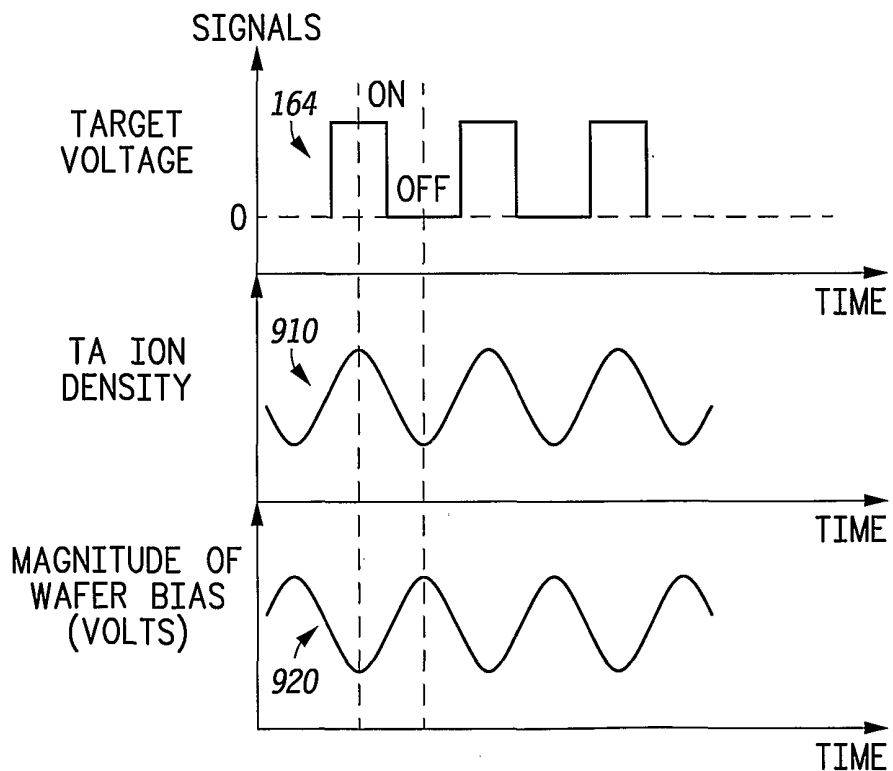 SIGNALS
TARGET
VOLTAGE
164
ON
OFF
0
TIME
TA ION
DENSITY
910
TIME
MAGNITUDE OF
WAFER BIAS
(VOLTS)
920
TIME